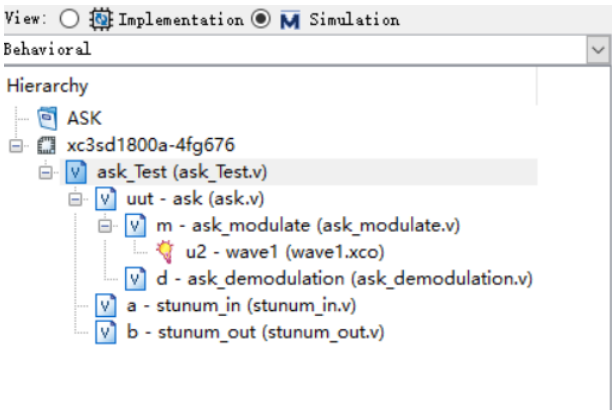 View: Implementation Simulation
Behavioral
Hierarchy
ASK
xc3sd1800a-4fg676
ask_Test (ask_Test.v)
uut - ask (ask.v)
m - ask_modulate (ask_modulate.v)
u2 - wave1 (wave1.xco)
d - ask_demodulation (ask_demodulation.v)
a - stunum_in (stunum_in.v)
b - stunum_out (stunum_out.v)